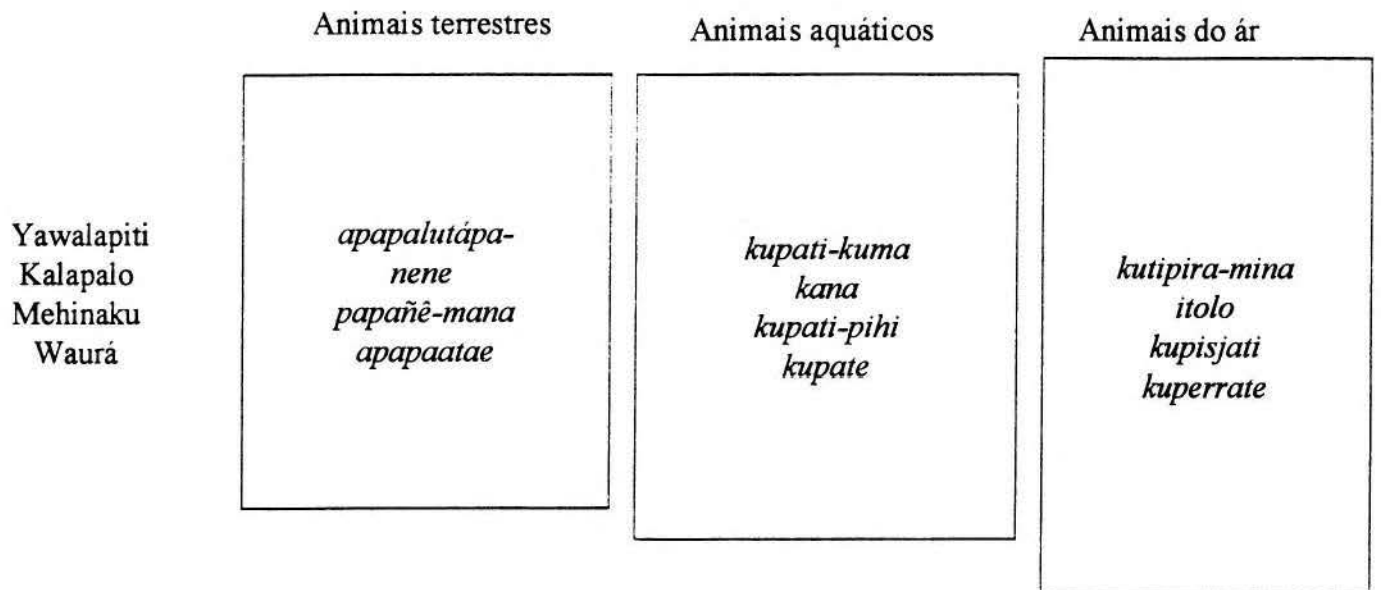 Animais terrestres
Animais aquáticos
Animais do ár
Yawalapiti
Kalapalo
Mehinaku
Waurá
apapalutápa-
nene
papañê-mana
apapaatae
kupati-kuma
kana
kupati-pihi
kupate
kutipira-mina
itolo
kupisjati
kuperrate